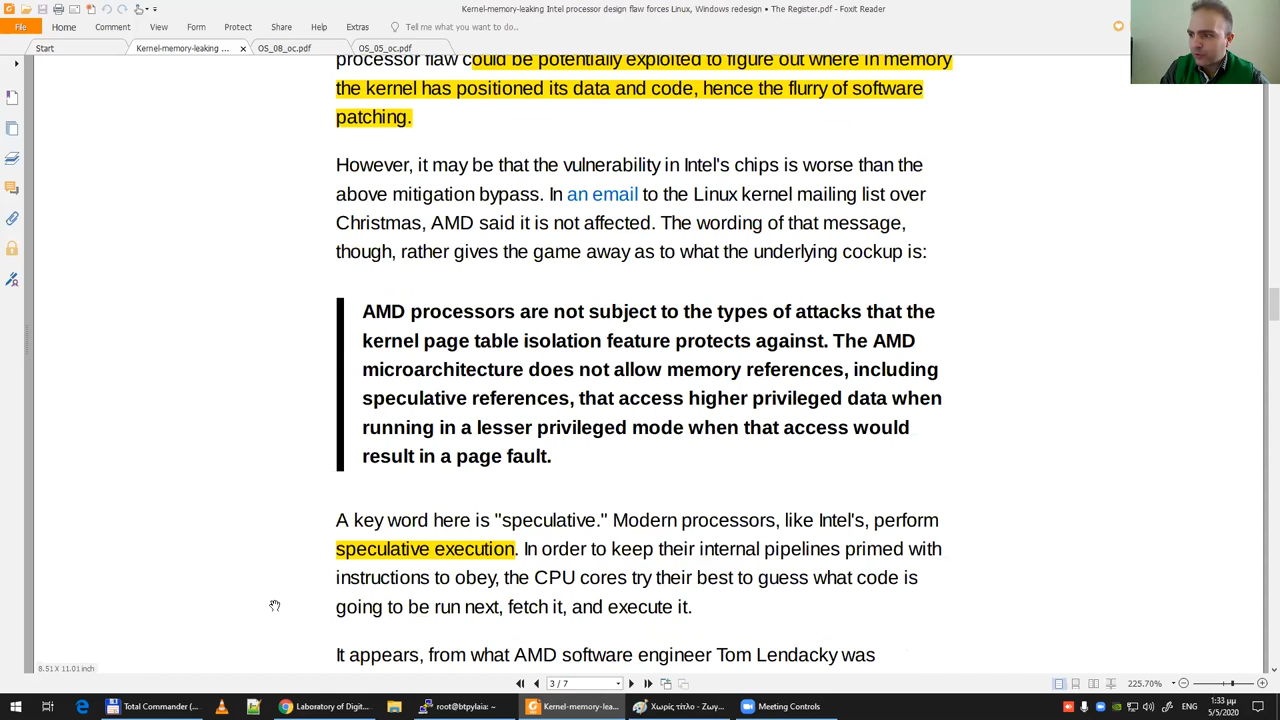 Kernel-memory-leaking Intel processor design flaw forces Linux, Windows redesign • The Register.pdf - Foxit Reader
File Home Comment View Form Protect Share Help Extras Tell me what you want to do..
Start Kernel-memory-leaking ... OS_08_oc.pdf OS_05_oc.pdf
processor flaw could be potentially exploited to figure out where in memory
the kernel has positioned its data and code, hence the flurry of software
patching.
However, it may be that the vulnerability in Intel's chips is worse than the
above mitigation bypass. In an email to the Linux kernel mailing list over
Christmas, AMD said it is not affected. The wording of that message,
though, rather gives the game away as to what the underlying cockup is:
AMD processors are not subject to the types of attacks that the
kernel page table isolation feature protects against. The AMD
microarchitecture does not allow memory references, including
speculative references, that access higher privileged data when
running in a lesser privileged mode when that access would
result in a page fault.
A key word here is "speculative." Modern processors, like Intel's, perform
speculative execution. In order to keep their internal pipelines primed with
instructions to obey, the CPU cores try their best to guess what code is
going to be run next, fetch it, and execute it.
It appears, from what AMD software engineer Tom Lendacky was
8.51 X 11.01 inch
3 / 7
225.70%
Total Commander (... Laboratory of Digit... root@btpylaia: ~ Kernel-memory-lea... Χωρίς τίτλο - Ζωγ... Meeting Controls
1:33 μμ
5/5/2020